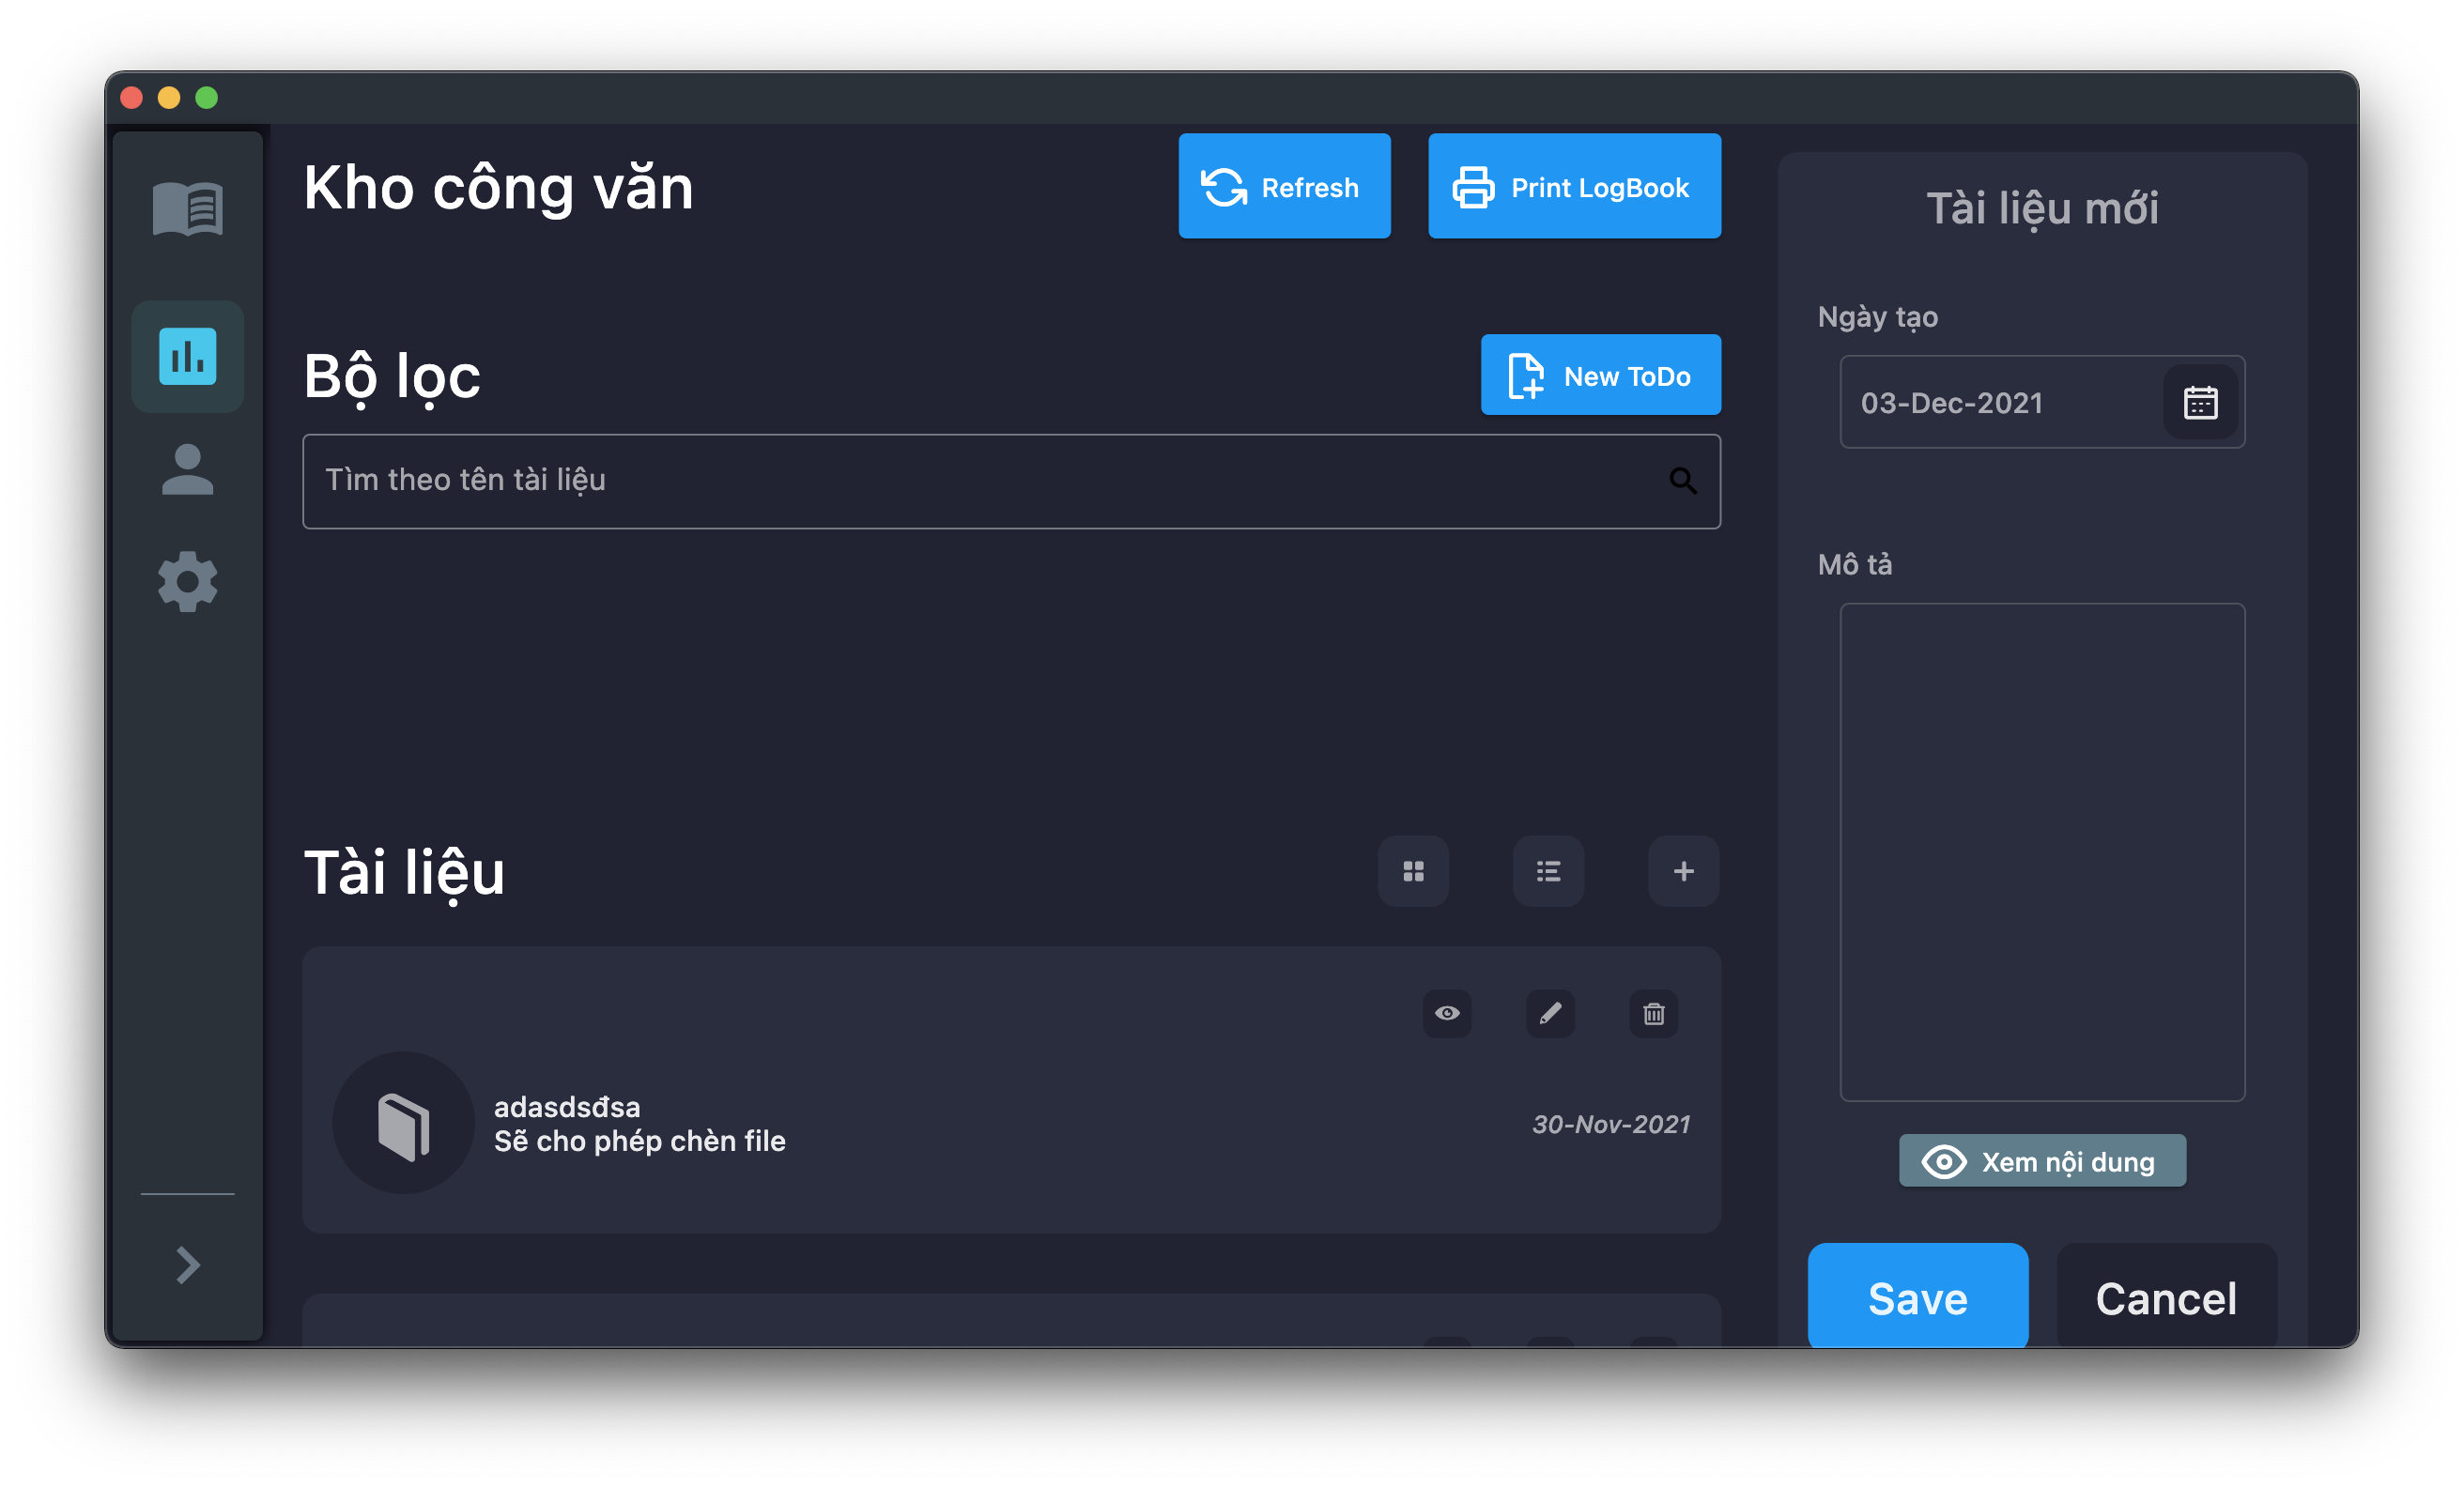 Kho công văn
Refresh
Print LogBook
Bộ lọc
New ToDo
Tìm theo tên tài liệu
Tài liệu
adasdsđsa
Sẽ cho phép chèn file
30-Nov-2021
Tài liệu mới
Ngày tạo
03-Dec-2021
Mô tả
Xem nội dung
Save
Cancel